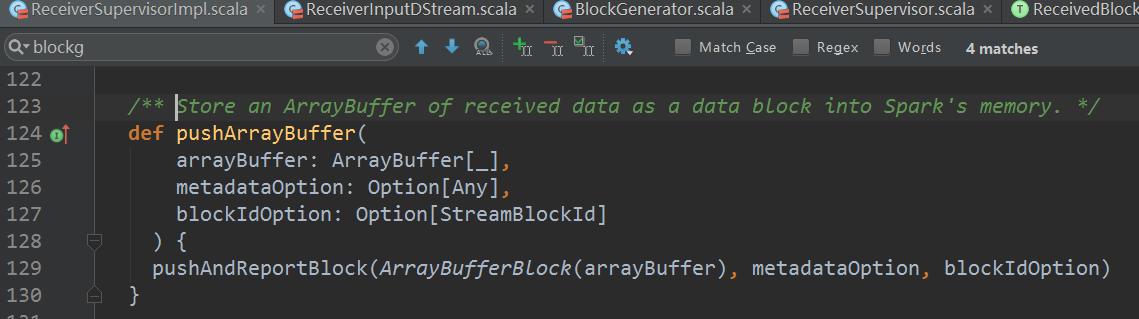 ReceiverSupervisorImpl.scala × ReceiverInputDStream.scala × BlockGenerator.scala × ReceiverSupervisor.scala × ReceivedBlock
blockg Match Case Regex Words 4 matches
122
123 /** Store an ArrayBuffer of received data as a data block into Spark's memory. */
124 def pushArrayBuffer(
125 arrayBuffer: ArrayBuffer[_],
126 metadataOption: Option[Any],
127 blockIdOption: Option[StreamBlockId]
128 ) {
129 pushAndReportBlock(ArrayBufferBlock(arrayBuffer), metadataOption, blockIdOption)
130 }